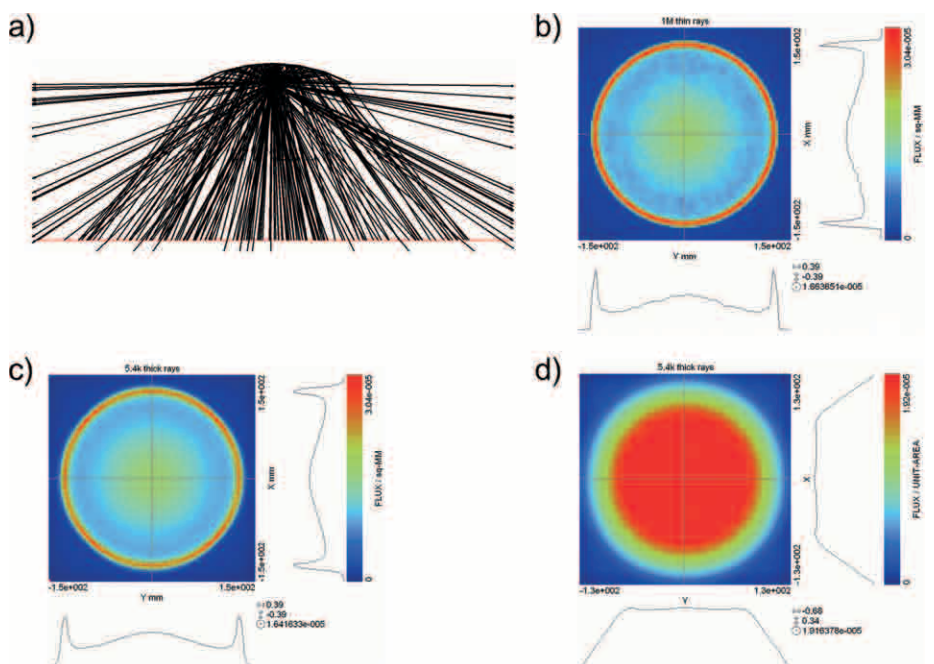 a)
b)
1M thin rays
1.5e+002
X mm
-1.5e+002
3.04e-005
FLUX / sq-MM
0
-1.5e+002
1.5e+002
Y mm
0.39
-0.39
1.663651e-005
c)
5.4k thick rays
1.5e+002
X mm
-1.5e+002
3.04e-005
FLUX / sq-MM
0
-1.5e+002
1.5e+002
Y mm
0.39
-0.39
1.641633e-005
d)
5.4k thick rays
1.3e+002
X
-1.3e+002
1.92e-005
FLUX / UNIT-AREA
0
-1.3e+002
1.3e+002
Y
-0.68
0.34
1.916378e-005